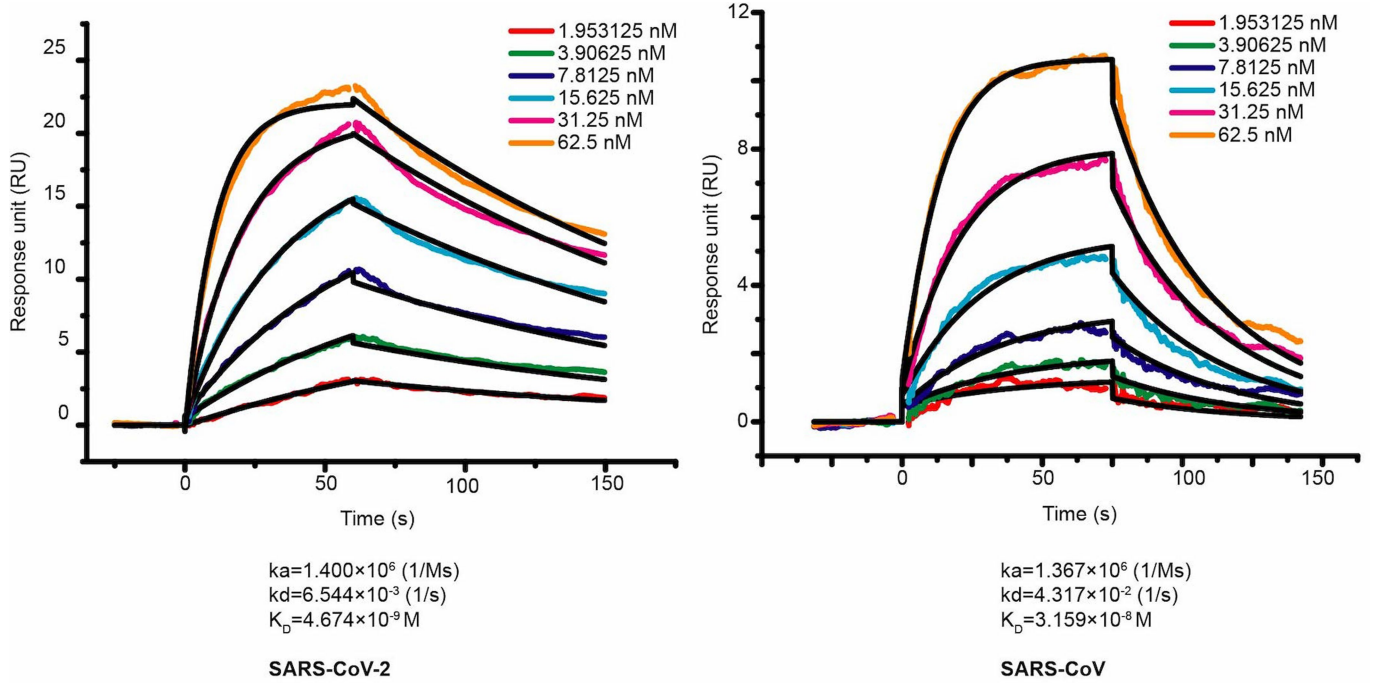 25
20
15
10
5
0
Response unit (RU)
1.953125 nM
3.90625 nM
7.8125 nM
15.625 nM
31.25 nM
62.5 nM
0
50
100
150
Time (s)
ka=1.400×10⁶ (1/Ms)
kd=6.544×10⁻³ (1/s)
K_D=4.674×10⁻⁹ M
SARS-CoV-2
12
8
4
0
Response unit (RU)
1.953125 nM
3.90625 nM
7.8125 nM
15.625 nM
31.25 nM
62.5 nM
0
50
100
150
Time (s)
ka=1.367×10⁶ (1/Ms)
kd=4.317×10⁻² (1/s)
K_D=3.159×10⁻⁸ M
SARS-CoV